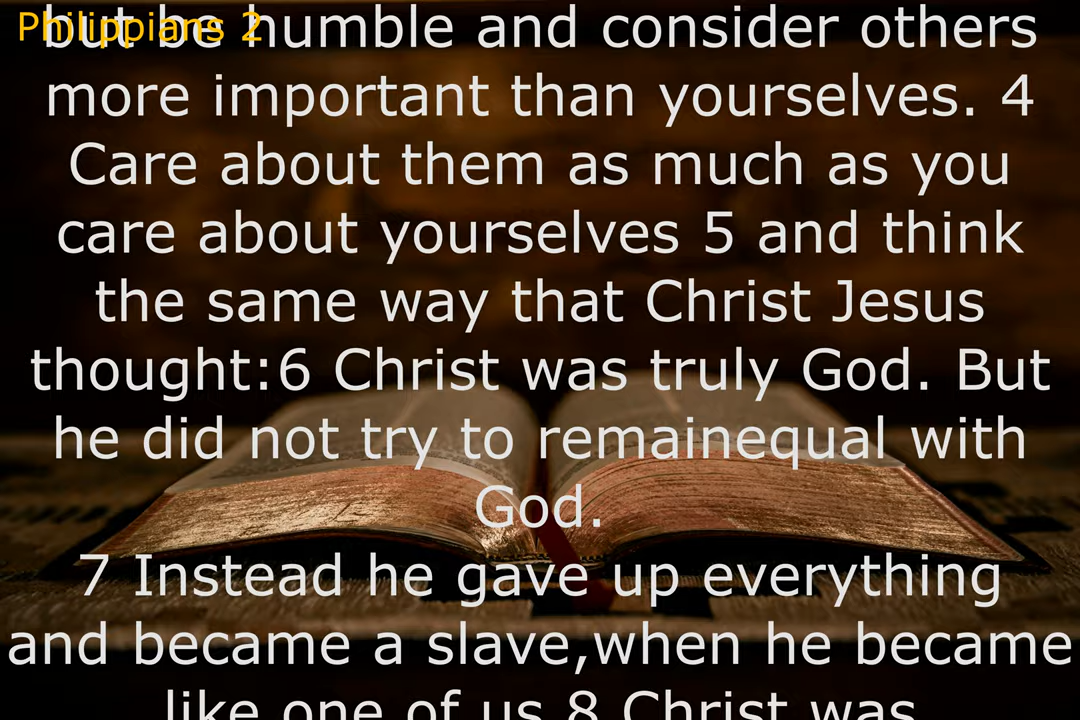 Philippians 2
but be humble and consider others
more important than yourselves. 4
Care about them as much as you
care about yourselves 5 and think
the same way that Christ Jesus
thought:6 Christ was truly God. But
he did not try to remainequal with
God.
7 Instead he gave up everything
and became a slave,when he became
like one of us 8 Christ was